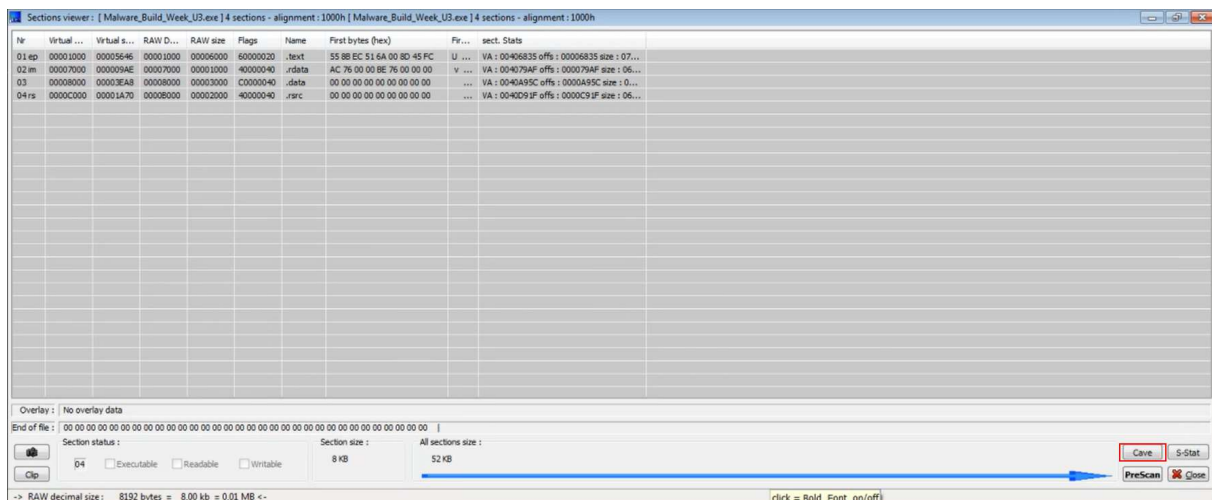 Sections viewer : [ Malware_Build_Week_U3.exe ] 4 sections - alignment : 1000h [ Malware_Build_Week_U3.exe ] 4 sections - alignment : 1000h
Nr Virtual ... Virtual s... RAW D... RAW size Flags Name First bytes (hex) Fir... sect. Stats
01 ep 00001000 00005646 00001000 00006000 60000020 .text 55 8B EC 51 6A 00 8D 45 FC U ... VA : 00406835 offs : 00006835 size : 07...
02 im 00007000 000009AE 00007000 00001000 40000040 .rdata AC 76 00 00 BE 76 00 00 00 v ... VA : 004079AF offs : 000079AF size : 06...
03 00008000 00003EA8 00008000 00003000 C0000040 .data 00 00 00 00 00 00 00 00 00 ... VA : 0040A95C offs : 0000A95C size : 0...
04 rs 0000C000 00001A70 0000B000 00002000 40000040 .rsrc 00 00 00 00 00 00 00 00 00 ... VA : 0040D91F offs : 0000C91F size : 06...
Overlay : No overlay data
End of file : 00 00 00 00 00 00 00 00 00 00 00 00 00 00 00 00 00 00 00 00 00 00 00 00 00 00 00 00 00 00 00 00 00 00 00 00 |
Section status : Section size : All sections size :
04 Executable Readable Writable 8 KB 52 KB Cave S-Stat
Clip PreScan Close
-> RAW decimal size : 8192 bytes = 8.00 kb = 0.01 MB <- click = Bold Font on/off